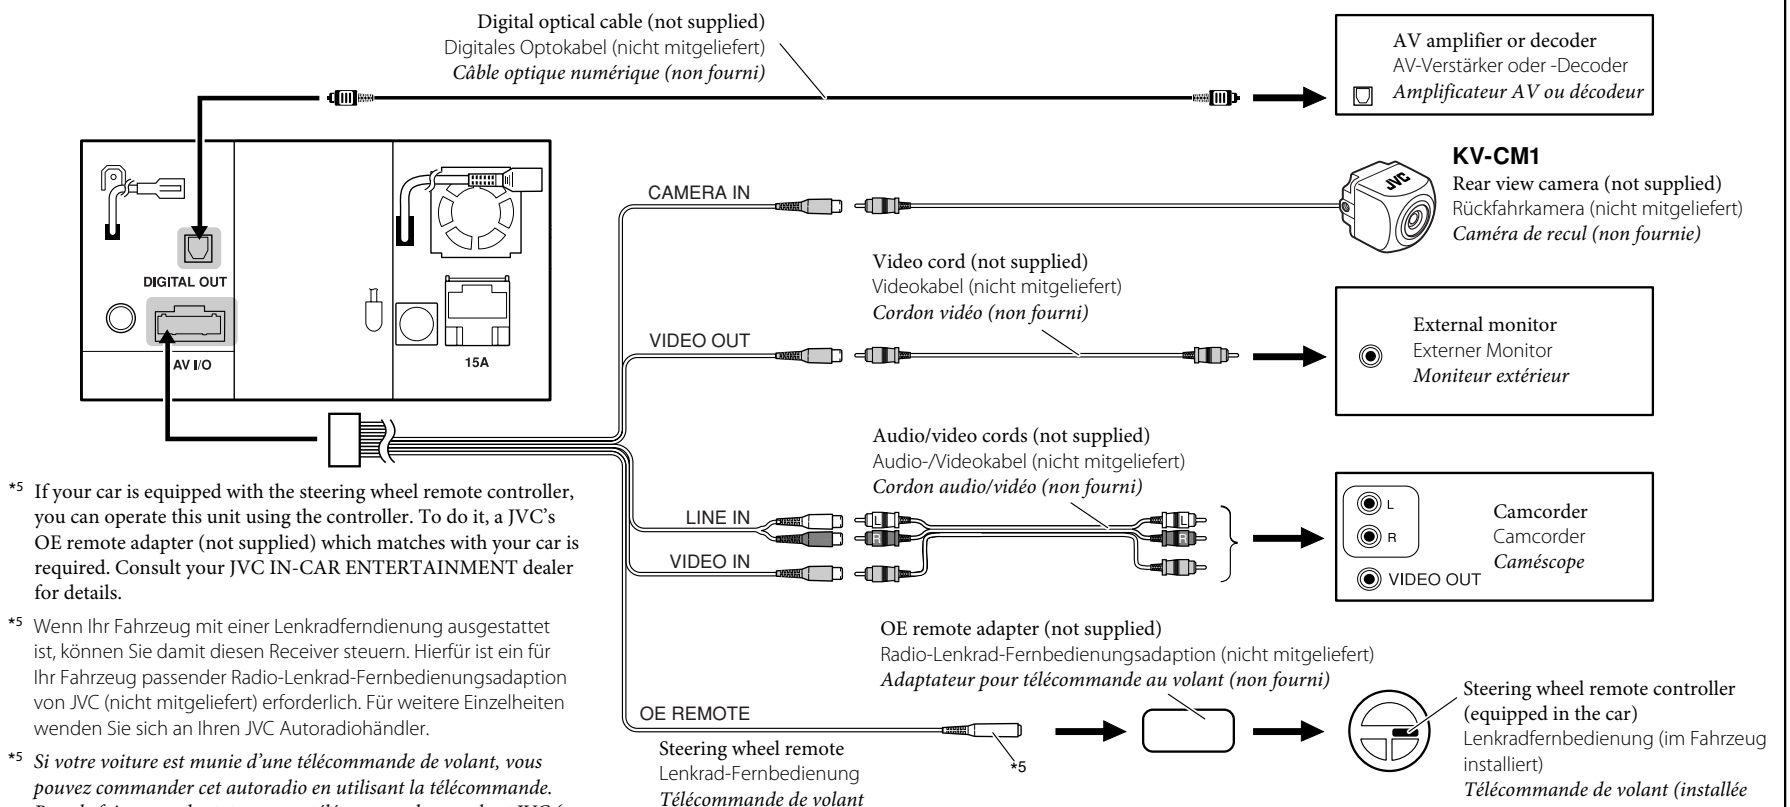 Digital optical cable (not supplied)
Digitales Optokabel (nicht mitgeliefert)
Câble optique numérique (non fourni)
AV amplifier or decoder
AV-Verstärker oder -Decoder
Amplificateur AV ou décodeur
DIGITAL OUT
AV I/O
15A
CAMERA IN
JVC
KV-CM1
Rear view camera (not supplied)
Rückfahrkamera (nicht mitgeliefert)
Caméra de recul (non fournie)
Video cord (not supplied)
Videokabel (nicht mitgeliefert)
Cordon vidéo (non fourni)
VIDEO OUT
External monitor
Externer Monitor
Moniteur extérieur
Audio/video cords (not supplied)
Audio-/Videokabel (nicht mitgeliefert)
Cordon audio/vidéo (non fourni)
LINE IN
L
R
L
R
VIDEO IN
L
R
VIDEO OUT
Camcorder
Camcorder
Caméscope
*5 If your car is equipped with the steering wheel remote controller,
you can operate this unit using the controller. To do it, a JVC’s
OE remote adapter (not supplied) which matches with your car is
required. Consult your JVC IN-CAR ENTERTAINMENT dealer
for details.
*5 Wenn Ihr Fahrzeug mit einer Lenkradferndienung ausgestattet
ist, können Sie damit diesen Receiver steuern. Hierfür ist ein für
Ihr Fahrzeug passender Radio-Lenkrad-Fernbedienungsadaption
von JVC (nicht mitgeliefert) erforderlich. Für weitere Einzelheiten
wenden Sie sich an Ihren JVC Autoradiohändler.
*5 Si votre voiture est munie d’une télécommande de volant, vous
pouvez commander cet autoradio en utilisant la télécommande.
OE remote adapter (not supplied)
Radio-Lenkrad-Fernbedienungsadaption (nicht mitgeliefert)
Adaptateur pour télécommande au volant (non fourni)
OE REMOTE
Steering wheel remote
Lenkrad-Fernbedienung
Télécommande de volant
*5
Steering wheel remote controller
(equipped in the car)
Lenkradfernbedienung (im Fahrzeug
installiert)
Télécommande de volant (installée